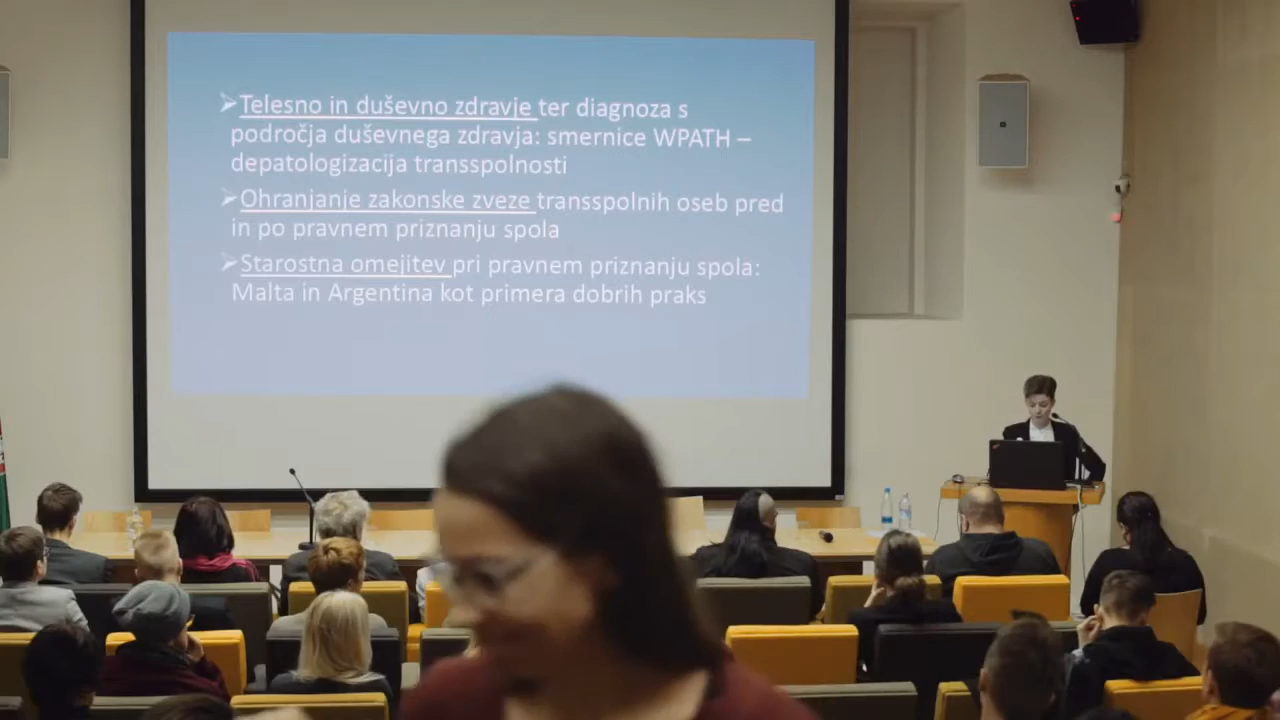 ➢Telesno in duševno zdravje ter diagnoza s
področja duševnega zdravja: smernice WPATH –
depatologizacija transspolnosti
➢Ohranjanje zakonske zveze transspolnih oseb pred
in po pravnem priznanju spola
➢Starostna omejitev pri pravnem priznanju spola:
Malta in Argentina kot primera dobrih praks